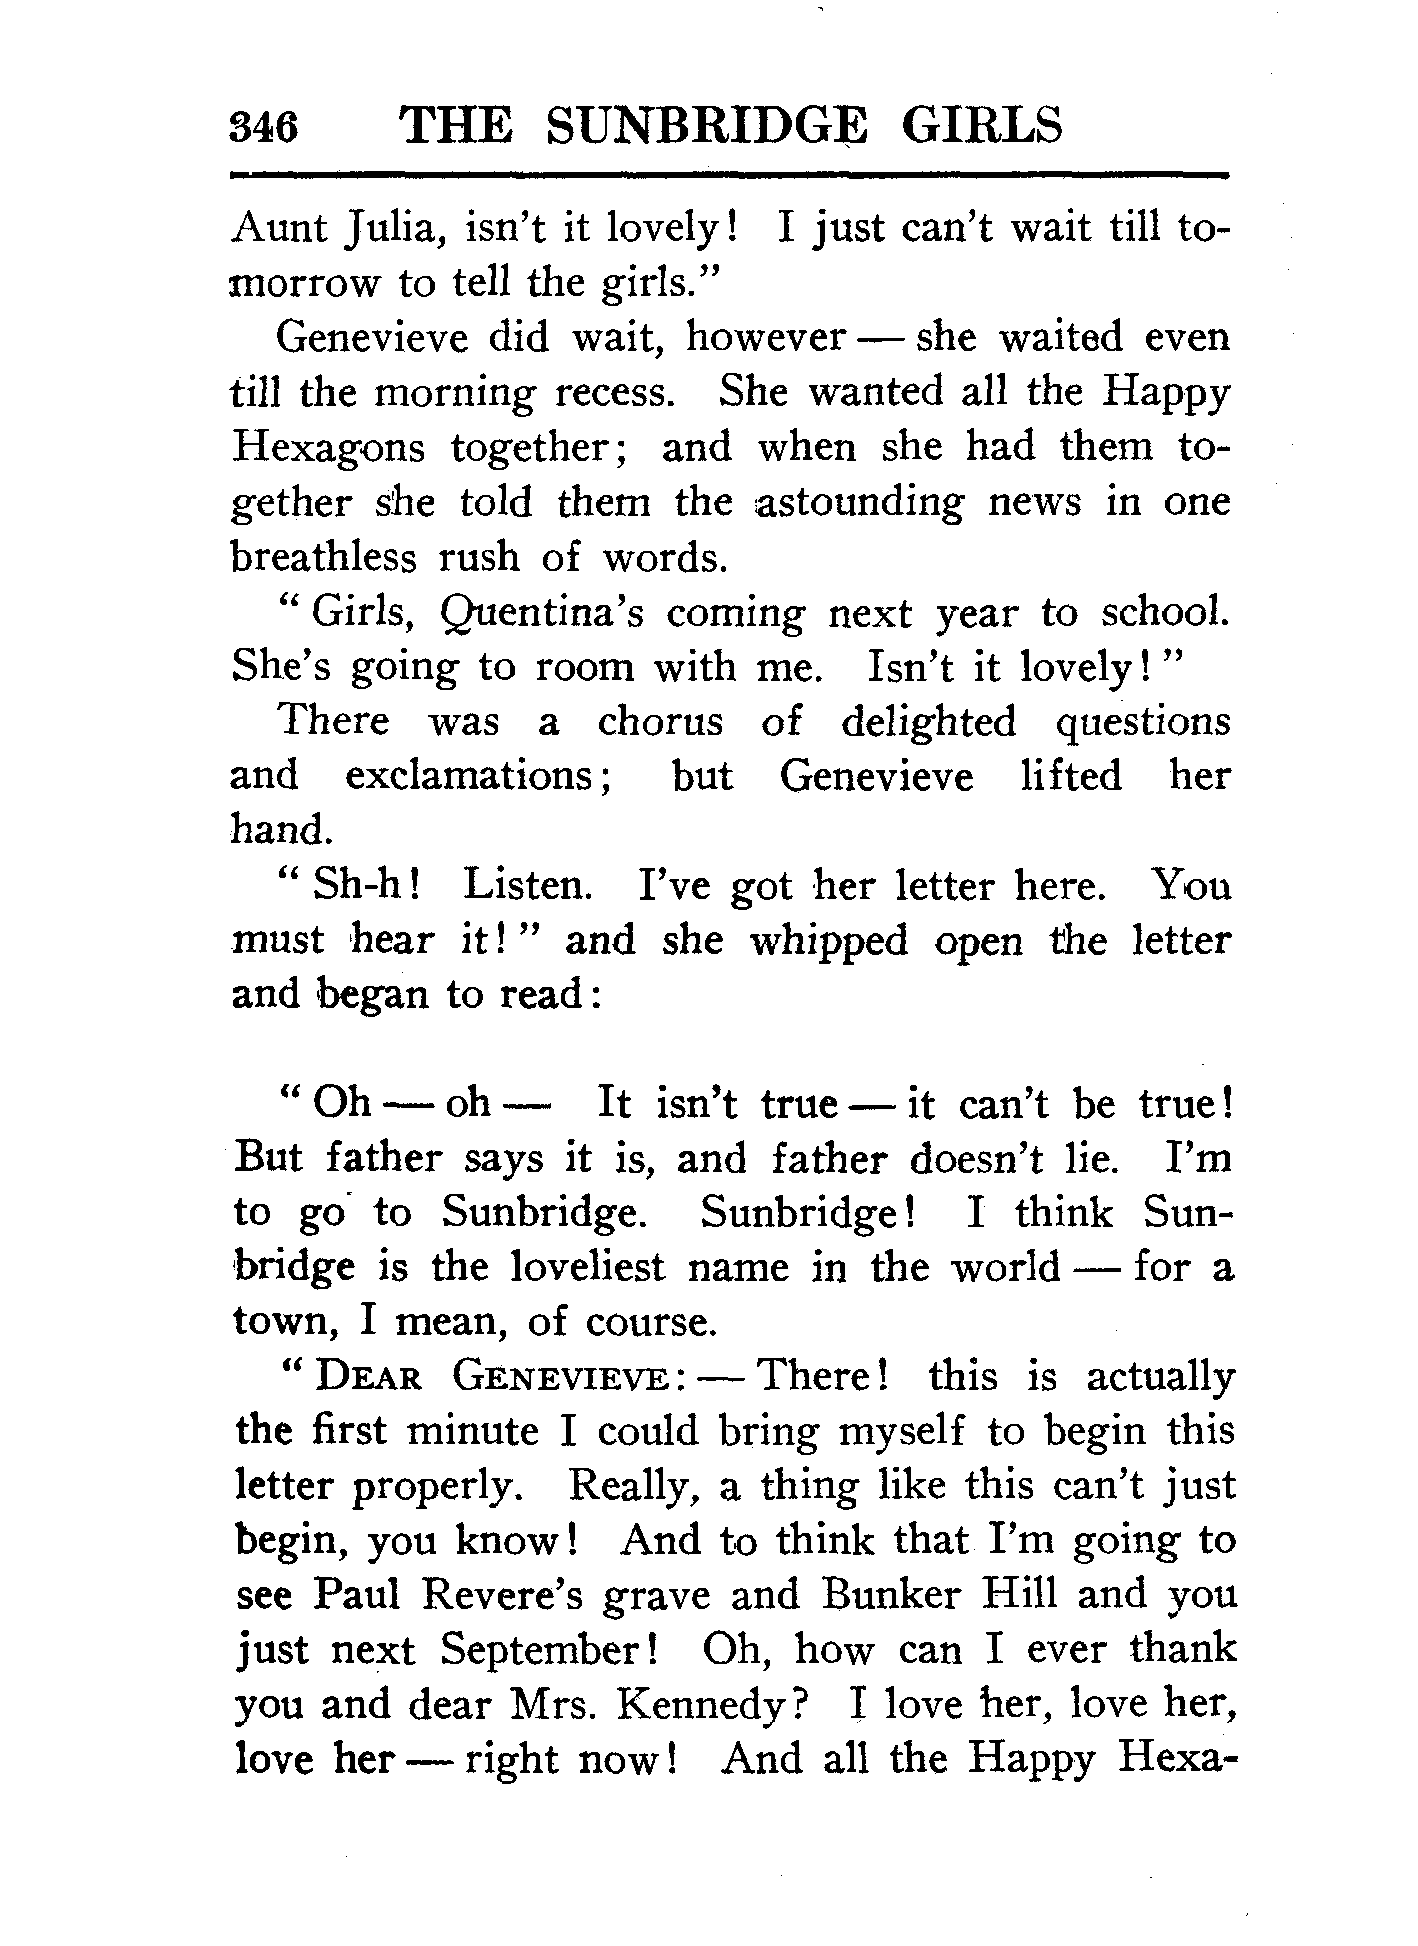 346 THE SUNBRIDGE GIRLS
Aunt Julia, isn't it lovely! I just can't wait till to-
morrow to tell the girls."
Genevieve did wait, however — she waited even
till the morning recess. She wanted all the Happy
Hexagons together; and when she had them to-
gether she told them the astounding news in one
breathless rush of words.
" Girls, Quentina's coming next year to school.
She's going to room with me. Isn't it lovely! "
There was a chorus of delighted questions
and exclamations; but Genevieve lifted her
hand.
" Sh-h! Listen. I've got her letter here. You
must hear it! " and she whipped open the letter
and began to read:
" Oh — oh — It isn't true — it can't be true!
But father says it is, and father doesn't lie. I'm
to go to Sunbridge. Sunbridge! I think Sun-
bridge is the loveliest name in the world — for a
town, I mean, of course.
" DEAR GENEVIEVE: — There! this is actually
the first minute I could bring myself to begin this
letter properly. Really, a thing like this can't just
begin, you know! And to think that I'm going to
see Paul Revere's grave and Bunker Hill and you
just next September! Oh, how can I ever thank
you and dear Mrs. Kennedy? I love her, love her,
love her — right now! And all the Happy Hexa-